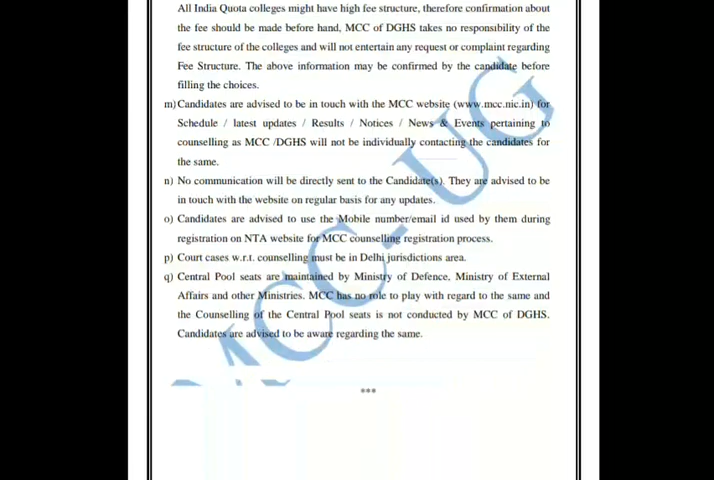 All India Quota colleges might have high fee structure, therefore confirmation about
the fee should be made before hand, MCC of DGHS takes no responsibility of the
fee structure of the colleges and will not entertain any request or complaint regarding
Fee Structure. The above information may be confirmed by the candidate before
filling the choices.
m) Candidates are advised to be in touch with the MCC website (www.mcc.nic.in) for
Schedule / latest updates / Results / Notices / News & Events pertaining to
counselling as MCC /DGHS will not be individually contacting the candidates for
the same.
n) No communication will be directly sent to the Candidate(s). They are advised to be
in touch with the website on regular basis for any updates.
o) Candidates are advised to use the Mobile number/email id used by them during
registration on NTA website for MCC counselling registration process.
p) Court cases w.r.t. counselling must be in Delhi jurisdictions area.
q) Central Pool seats are maintained by Ministry of Defence, Ministry of External
Affairs and other Ministries. MCC has no role to play with regard to the same and
the Counselling of the Central Pool seats is not conducted by MCC of DGHS.
Candidates are advised to be aware regarding the same.
***
MCC-UG